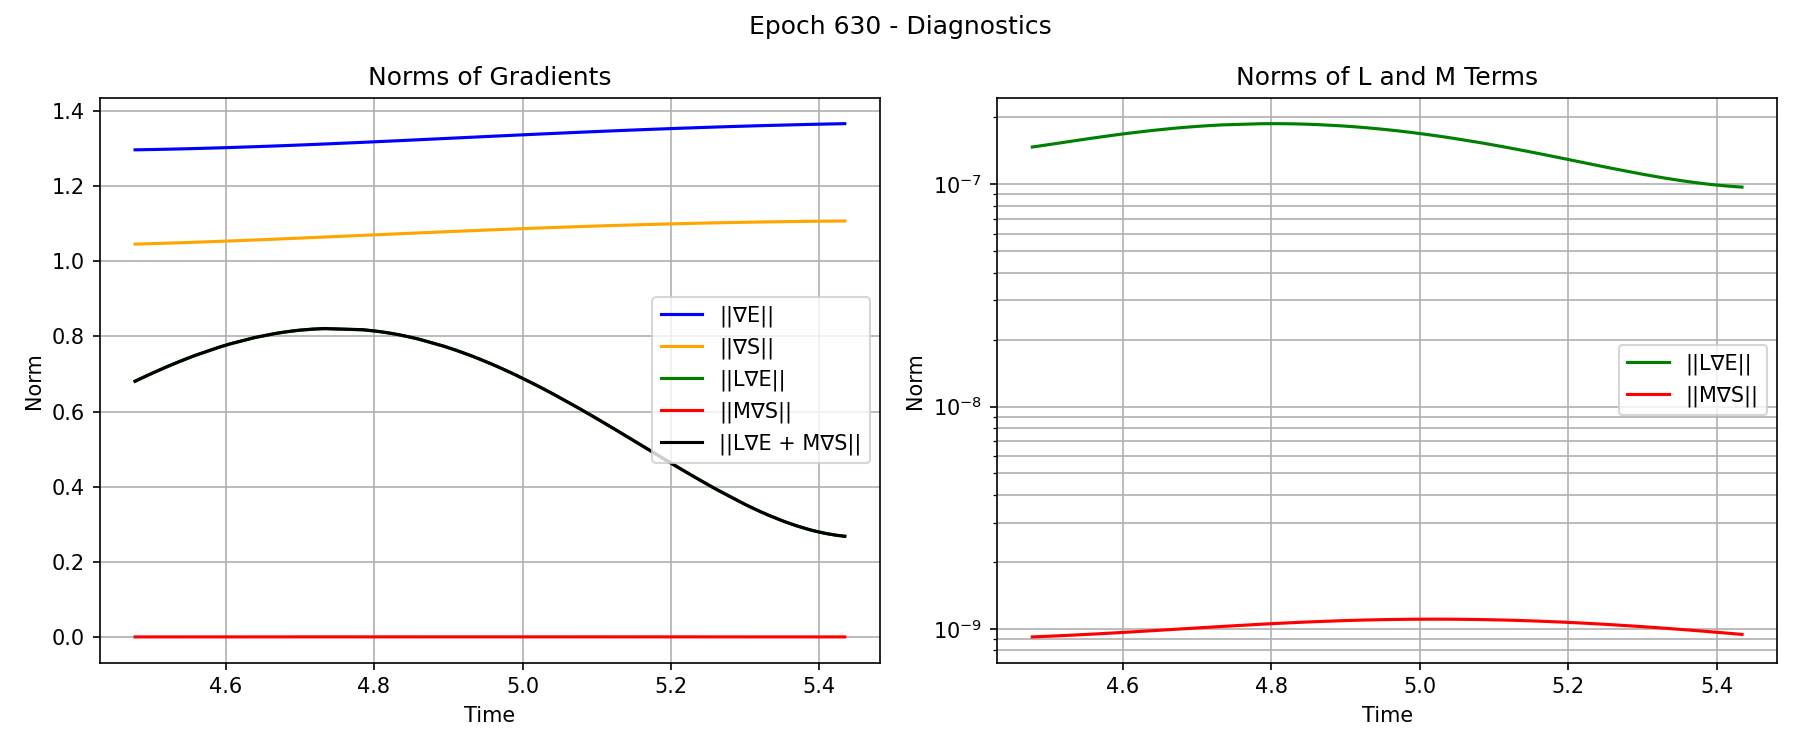 Epoch 630 - Diagnostics
Norms of Gradients
Norm
1.4
1.2
1.0
0.8
0.6
0.4
0.2
0.0
||∇E||
||∇S||
||L∇E||
||M∇S||
||L∇E + M∇S||
4.6
4.8
5.0
5.2
5.4
Time
Norms of L and M Terms
Norm
10⁻⁷
10⁻⁸
10⁻⁹
||L∇E||
||M∇S||
4.6
4.8
5.0
5.2
5.4
Time